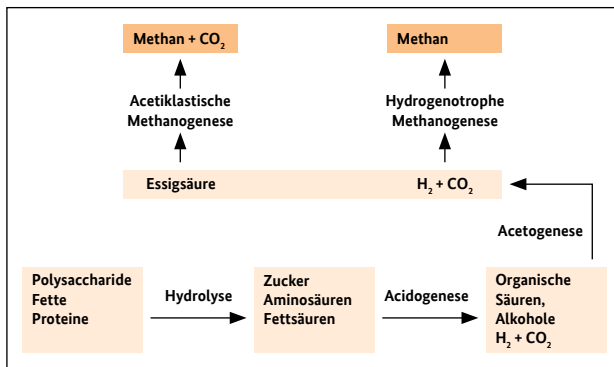 Methan + CO₂
Methan
Acetiklastische
Methanogenese
Hydrogenotrophe
Methanogenese
Essigsäure
H₂ + CO₂
Acetogenese
Polysaccharide
Fette
Proteine
Hydrolyse
Zucker
Aminosäuren
Fettsäuren
Acidogenese
Organische
Säuren,
Alkohole
H₂ + CO₂